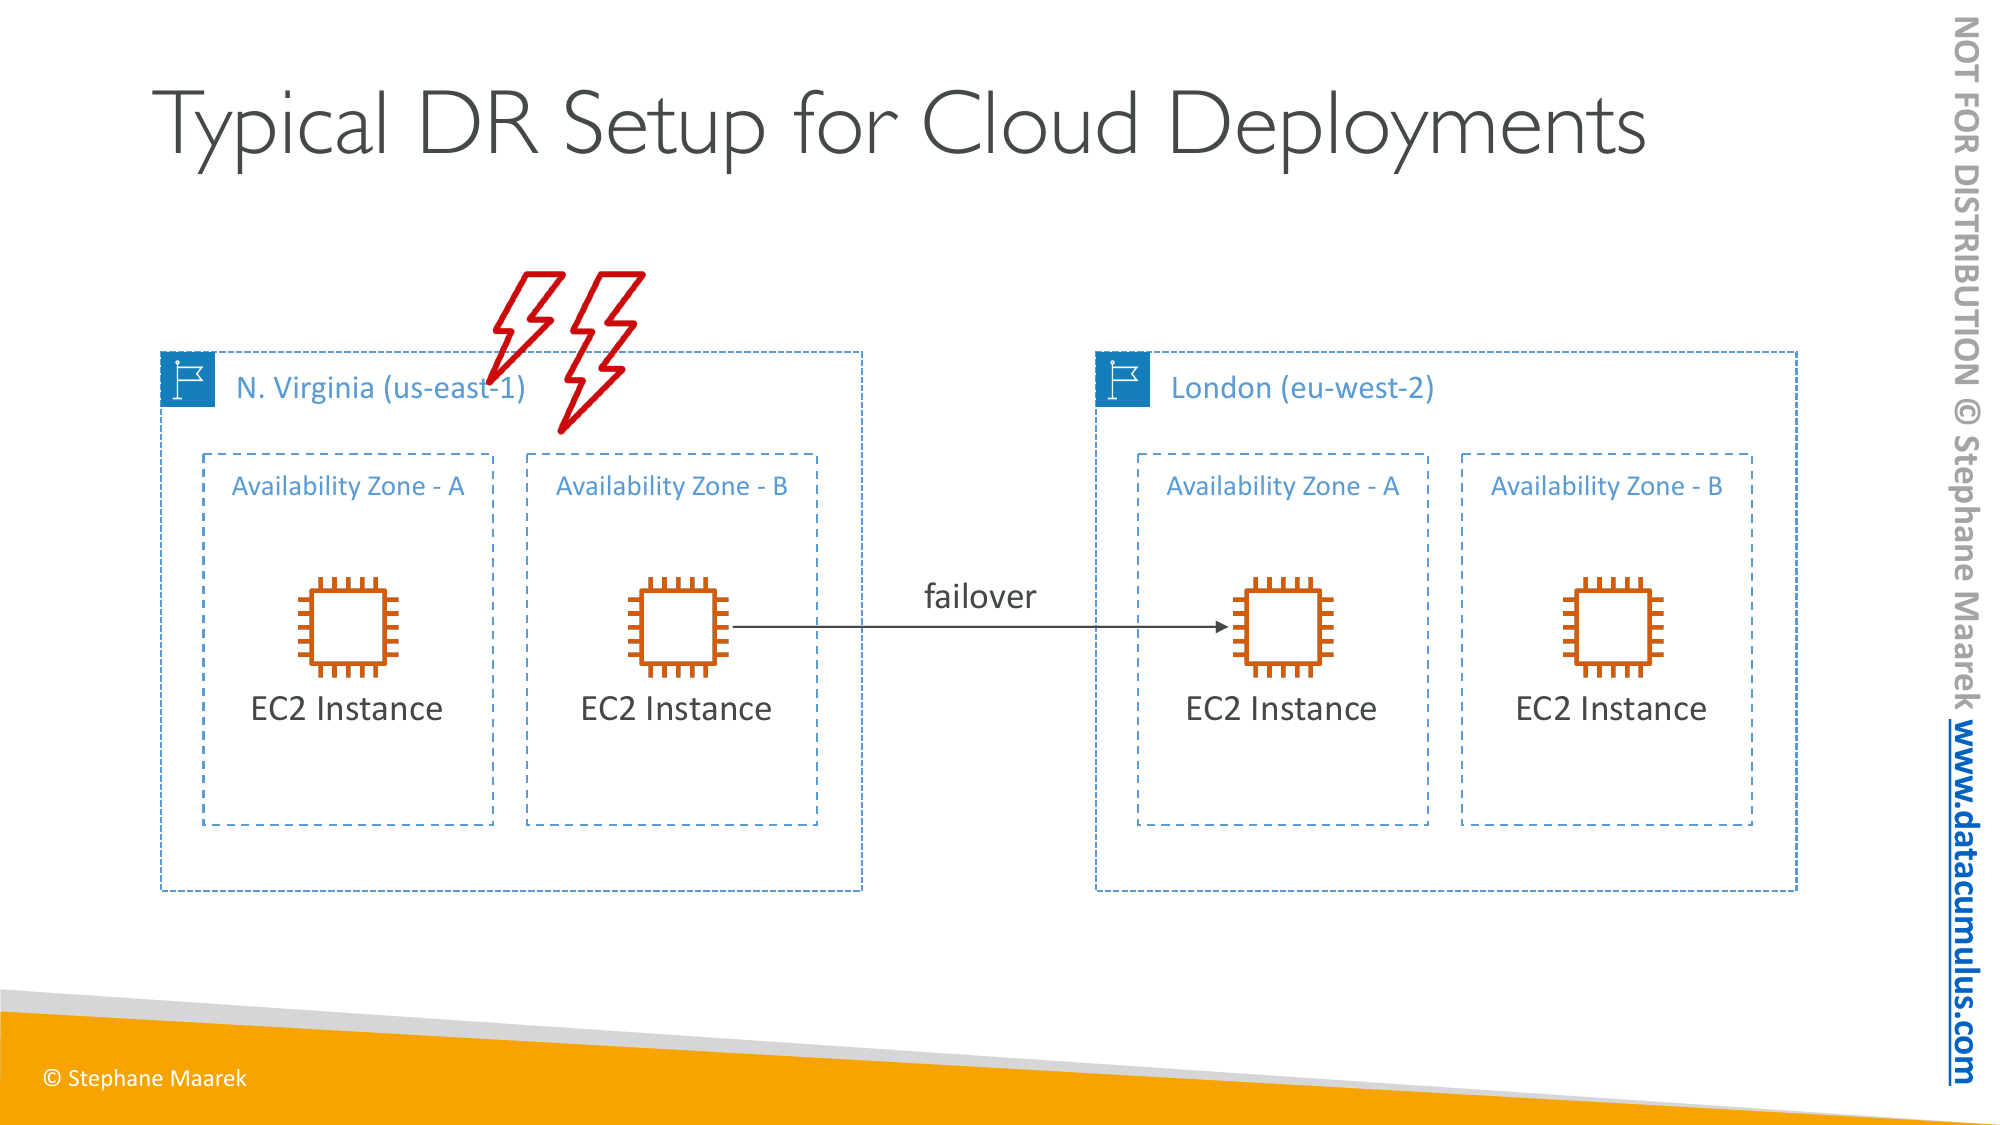 Typical DR Setup for Cloud Deployments
N. Virginia (us-east-1)
Availability Zone - A
EC2 Instance
Availability Zone - B
EC2 Instance
failover
London (eu-west-2)
Availability Zone - A
EC2 Instance
Availability Zone - B
EC2 Instance
NOT FOR DISTRIBUTION © Stephane Maarek www.datacumulus.com
© Stephane Maarek